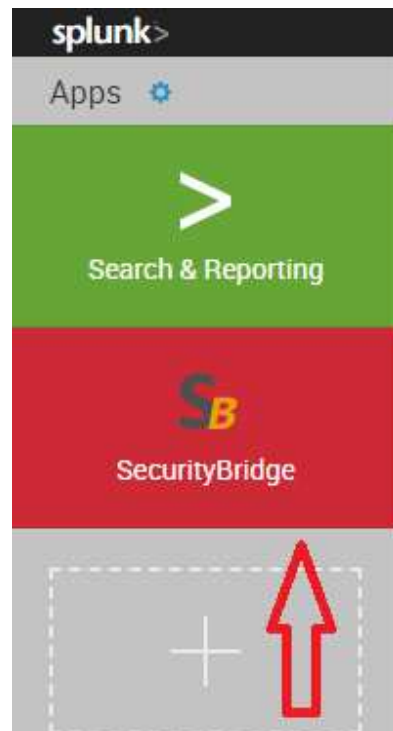 splunk>
Apps
>
Search & Reporting
SB
SecurityBridge